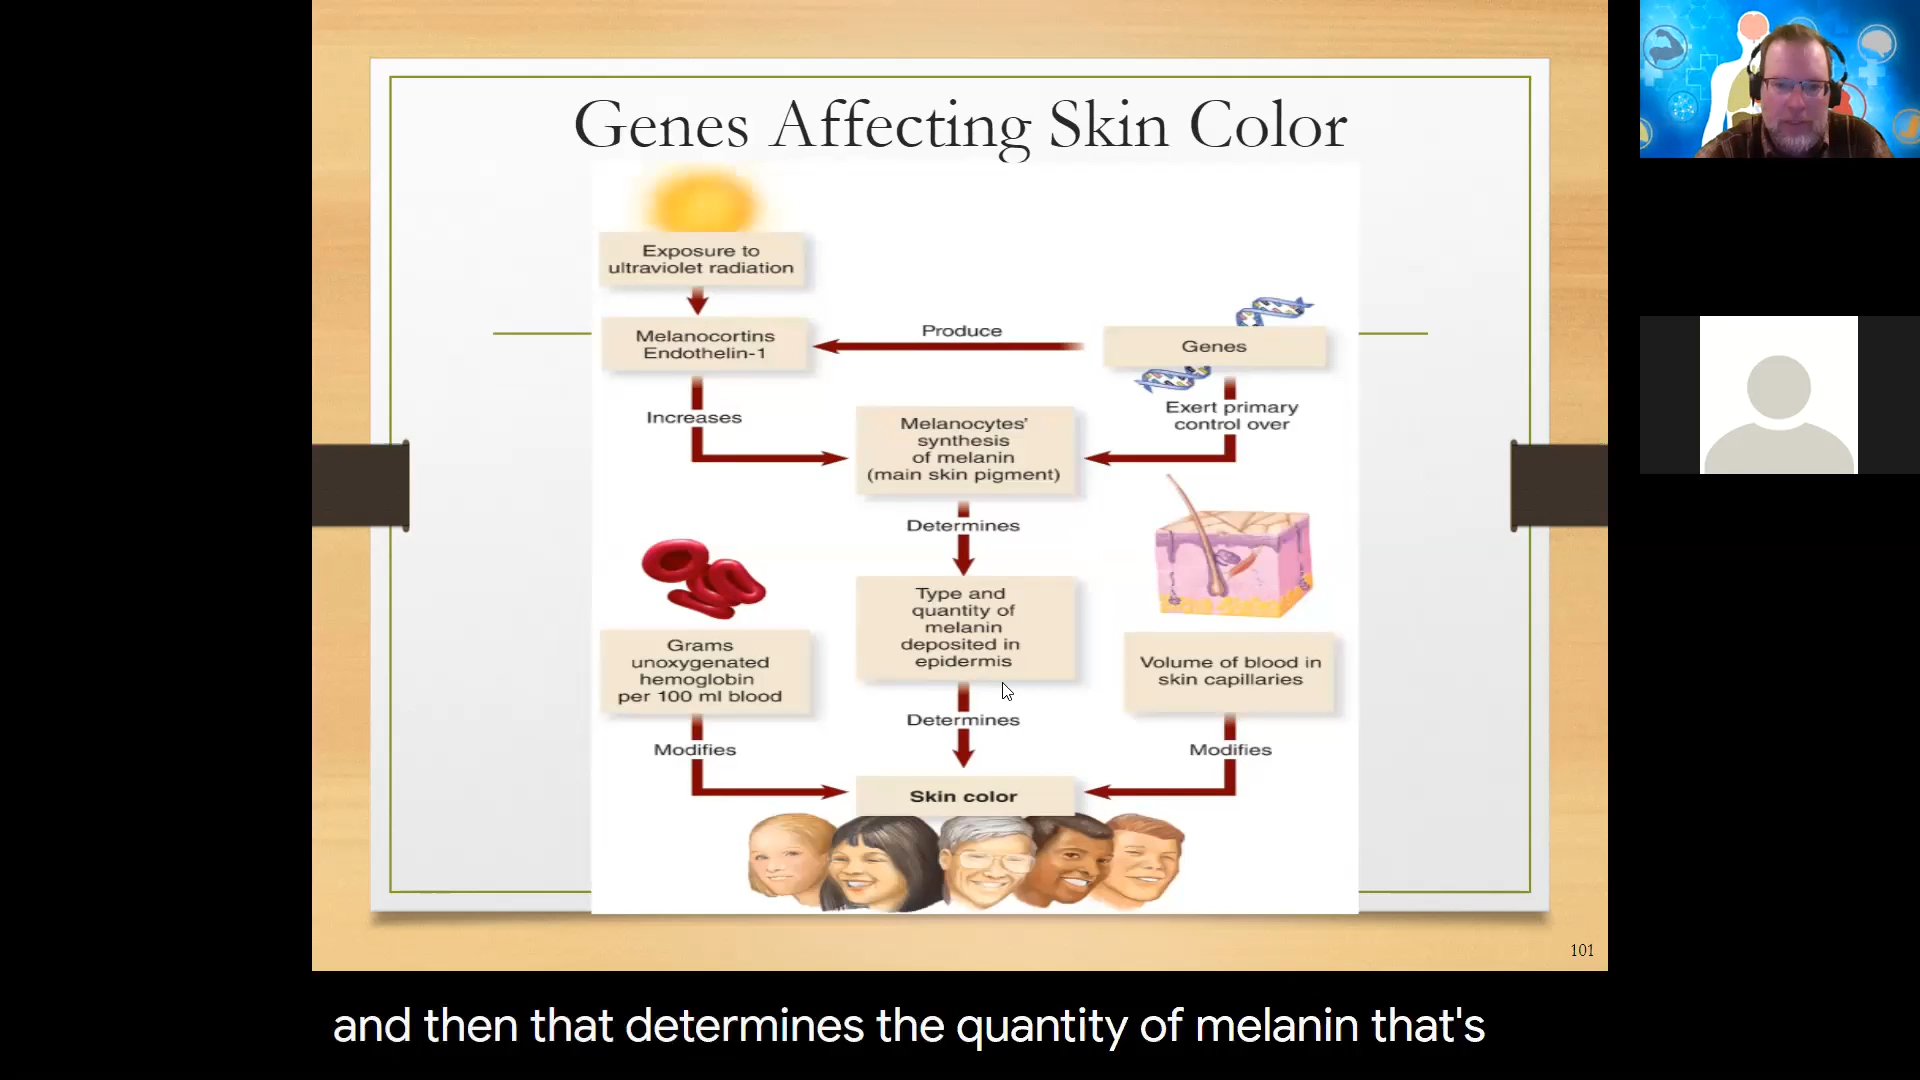 Genes Affecting Skin Color
Exposure to
ultraviolet radiation
Melanocortins
Endothelin-1
Produce
Genes
Increases
Exert primary
control over
Melanocytes'
synthesis
of melanin
(main skin pigment)
Determines
Type and
quantity of
melanin
deposited in
epidermis
Grams
unoxygenated
hemoglobin
per 100 ml blood
Volume of blood in
skin capillaries
Determines
Modifies
Modifies
Skin color
101
and then that determines the quantity of melanin that's